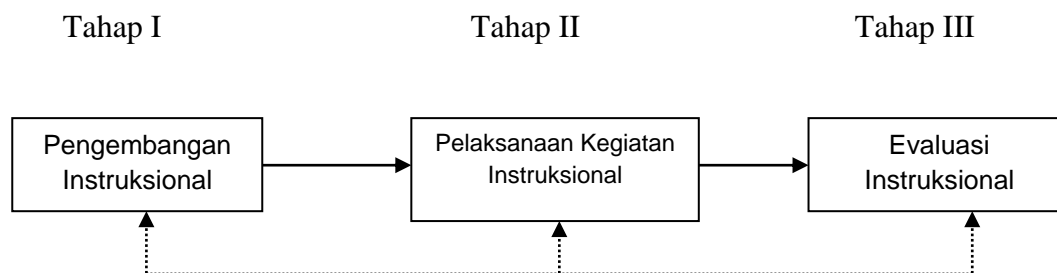 Tahap I
Tahap II
Tahap III
Pengembangan
Instruksional
Pelaksanaan Kegiatan
Instruksional
Evaluasi
Instruksional